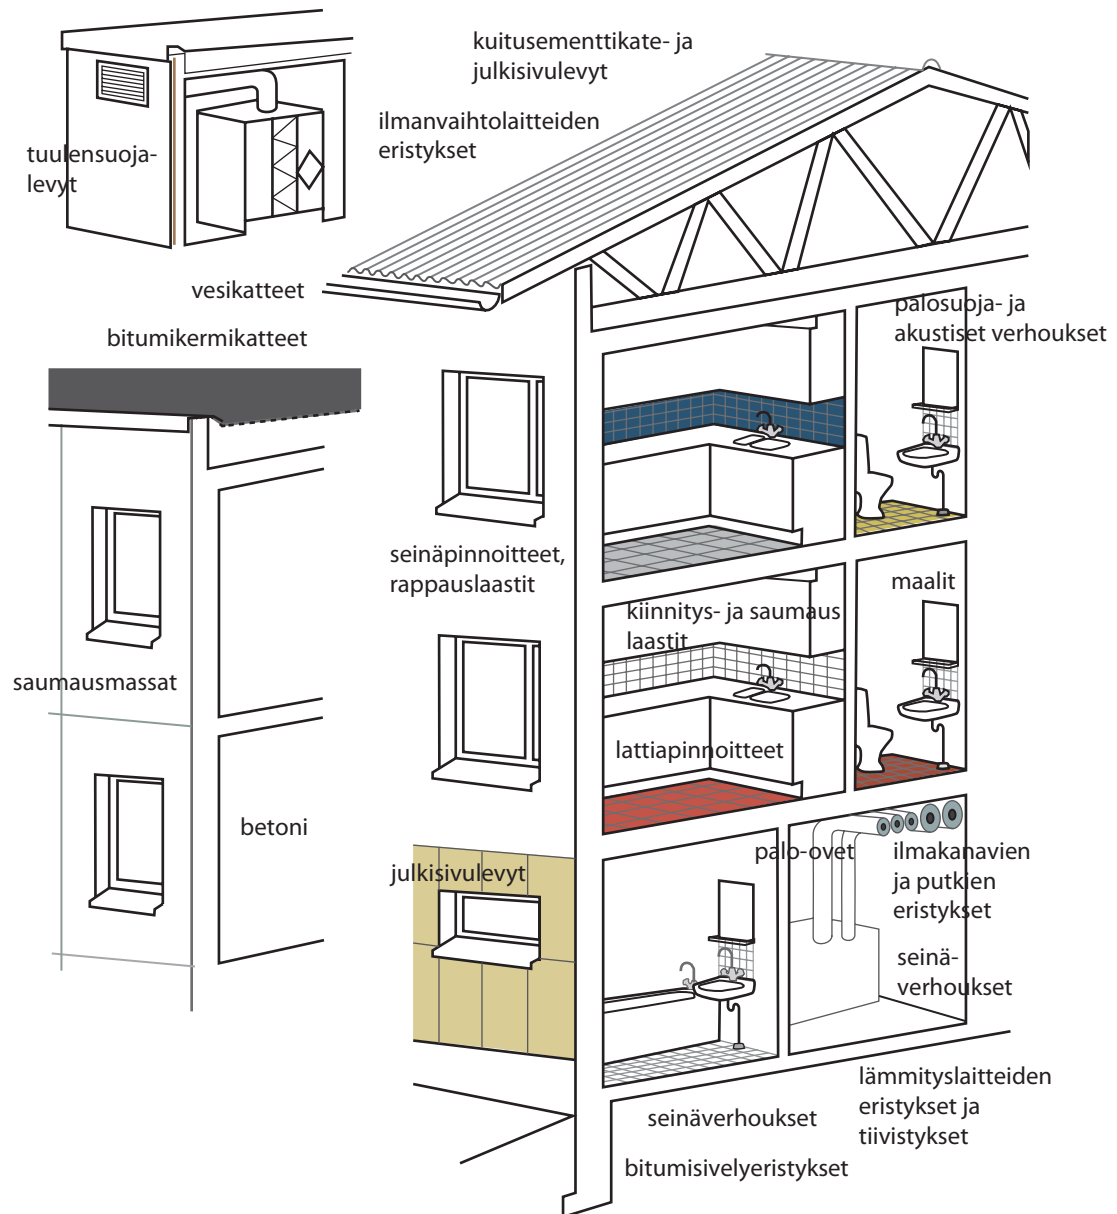 kuitusementtikate- ja
julkisivulevyt
ilmanvaihtolaitteiden
eristykset
tuulensuoja-
levyt
vesikatteet
bitumikermikatteet
palosuoja- ja
akustiset verhoukset
seinäpinnoitteet,
rappauslaastit
maalit
kiinnitys- ja saumaus
laastit
saumausmassat
lattiapinnoitteet
betoni
julkisivulevyt
palo-ovet
ilmakanavien
ja putkien
eristykset
seinä-
verhoukset
lämmityslaitteiden
eristykset ja
tiivistykset
seinäverhoukset
bitumisivelyeristykset